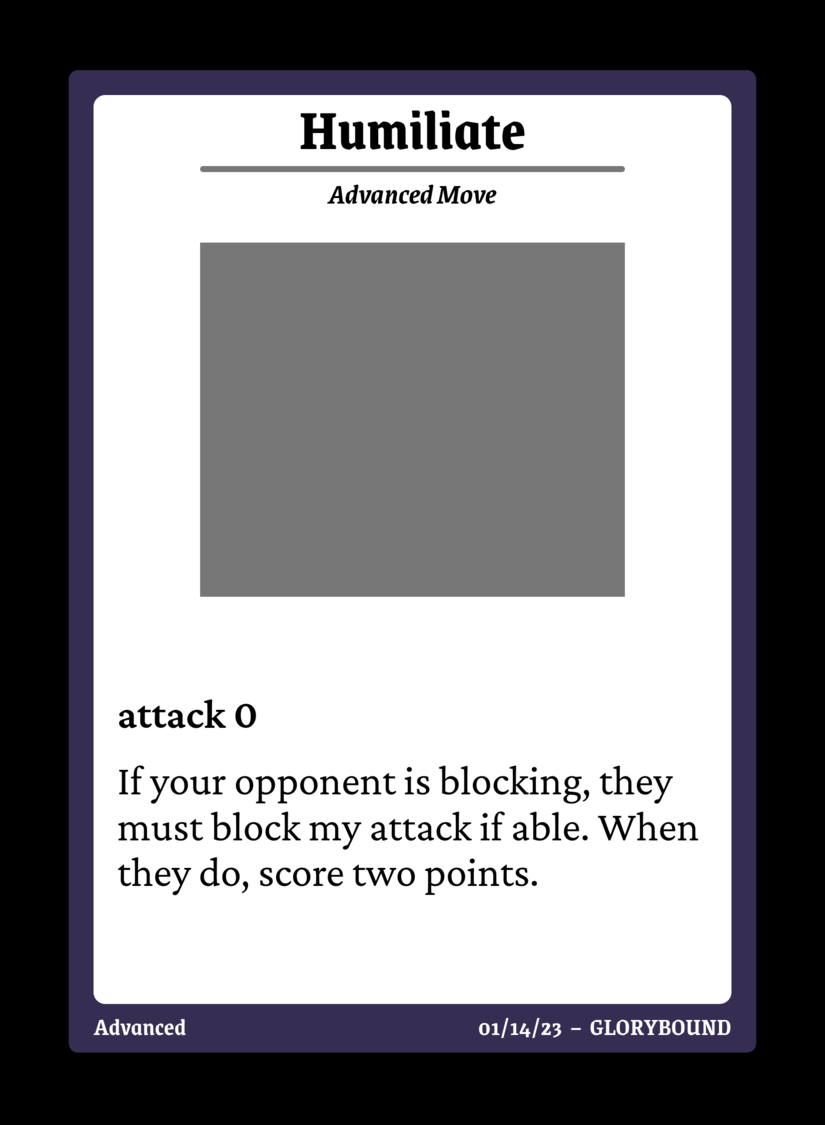 Humiliate
Advanced Move
attack 0
If your opponent is blocking, they
must block my attack if able. When
they do, score two points.
Advanced
01/14/23 – GLORYBOUND